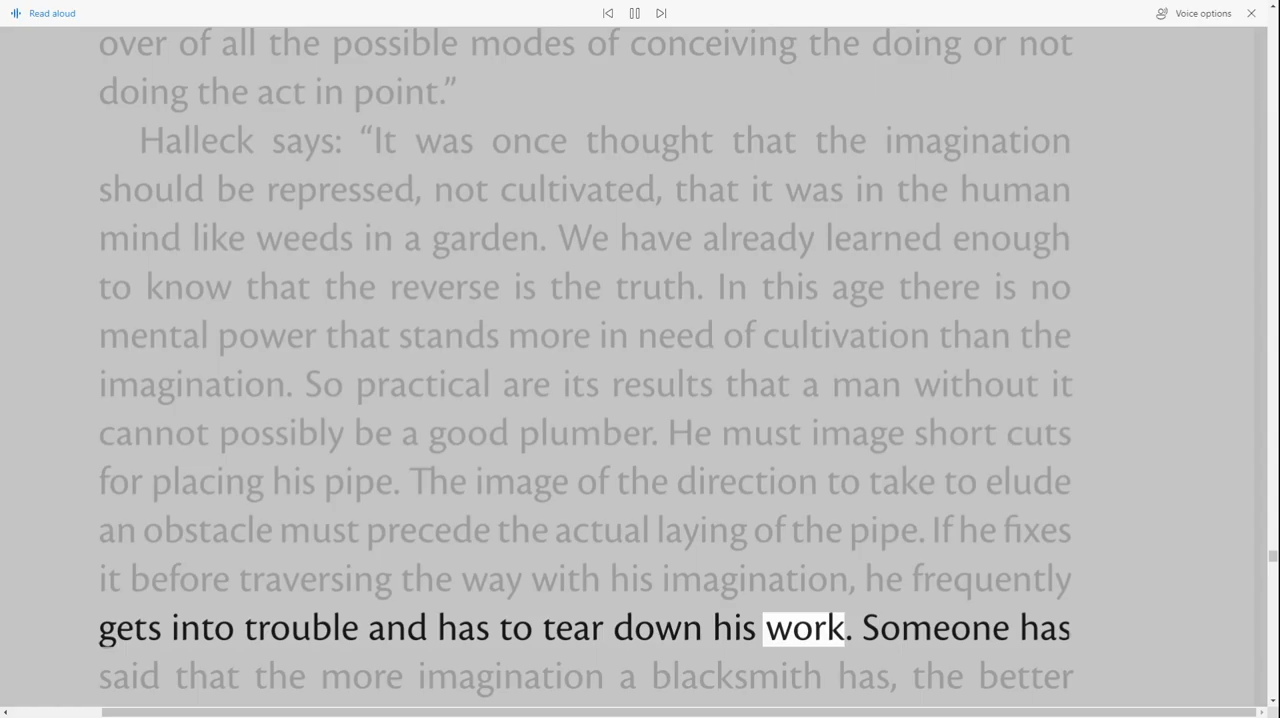 Read aloud
Voice options
over of all the possible modes of conceiving the doing or not
doing the act in point.”
Halleck says: “It was once thought that the imagination
should be repressed, not cultivated, that it was in the human
mind like weeds in a garden. We have already learned enough
to know that the reverse is the truth. In this age there is no
mental power that stands more in need of cultivation than the
imagination. So practical are its results that a man without it
cannot possibly be a good plumber. He must image short cuts
for placing his pipe. The image of the direction to take to elude
an obstacle must precede the actual laying of the pipe. If he fixes
it before traversing the way with his imagination, he frequently
gets into trouble and has to tear down his work. Someone has
said that the more imagination a blacksmith has, the better